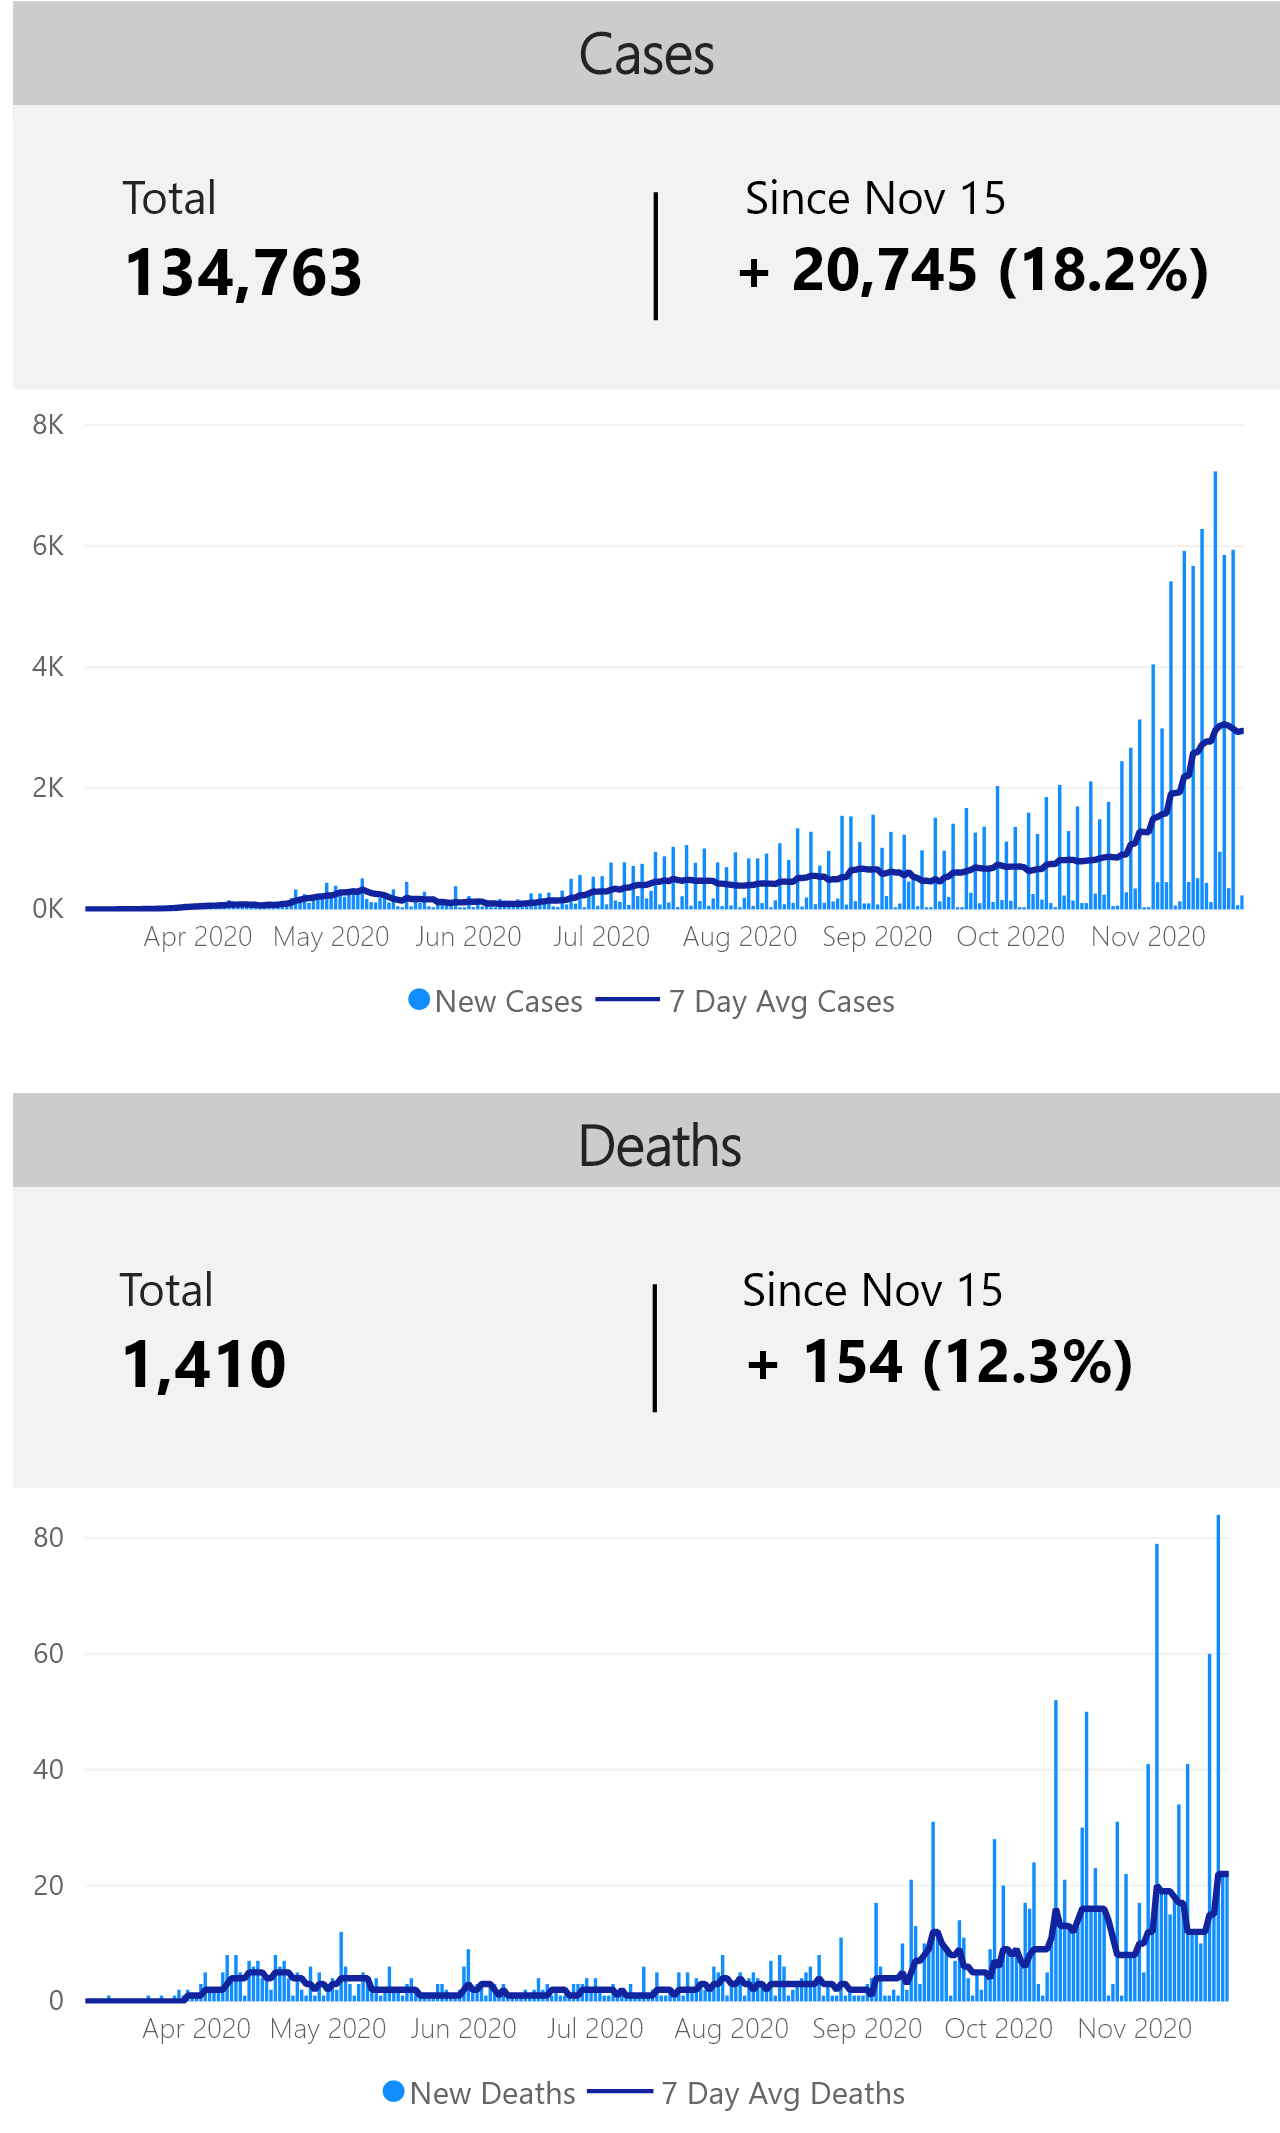 Cases
Total
134,763
Since Nov 15
+ 20,745 (18.2%)
8K
6K
4K
2K
0K
Apr 2020 May 2020 Jun 2020 Jul 2020 Aug 2020 Sep 2020 Oct 2020 Nov 2020
New Cases 7 Day Avg Cases
Deaths
Total
1,410
Since Nov 15
+ 154 (12.3%)
80
60
40
20
0
Apr 2020 May 2020 Jun 2020 Jul 2020 Aug 2020 Sep 2020 Oct 2020 Nov 2020
New Deaths 7 Day Avg Deaths